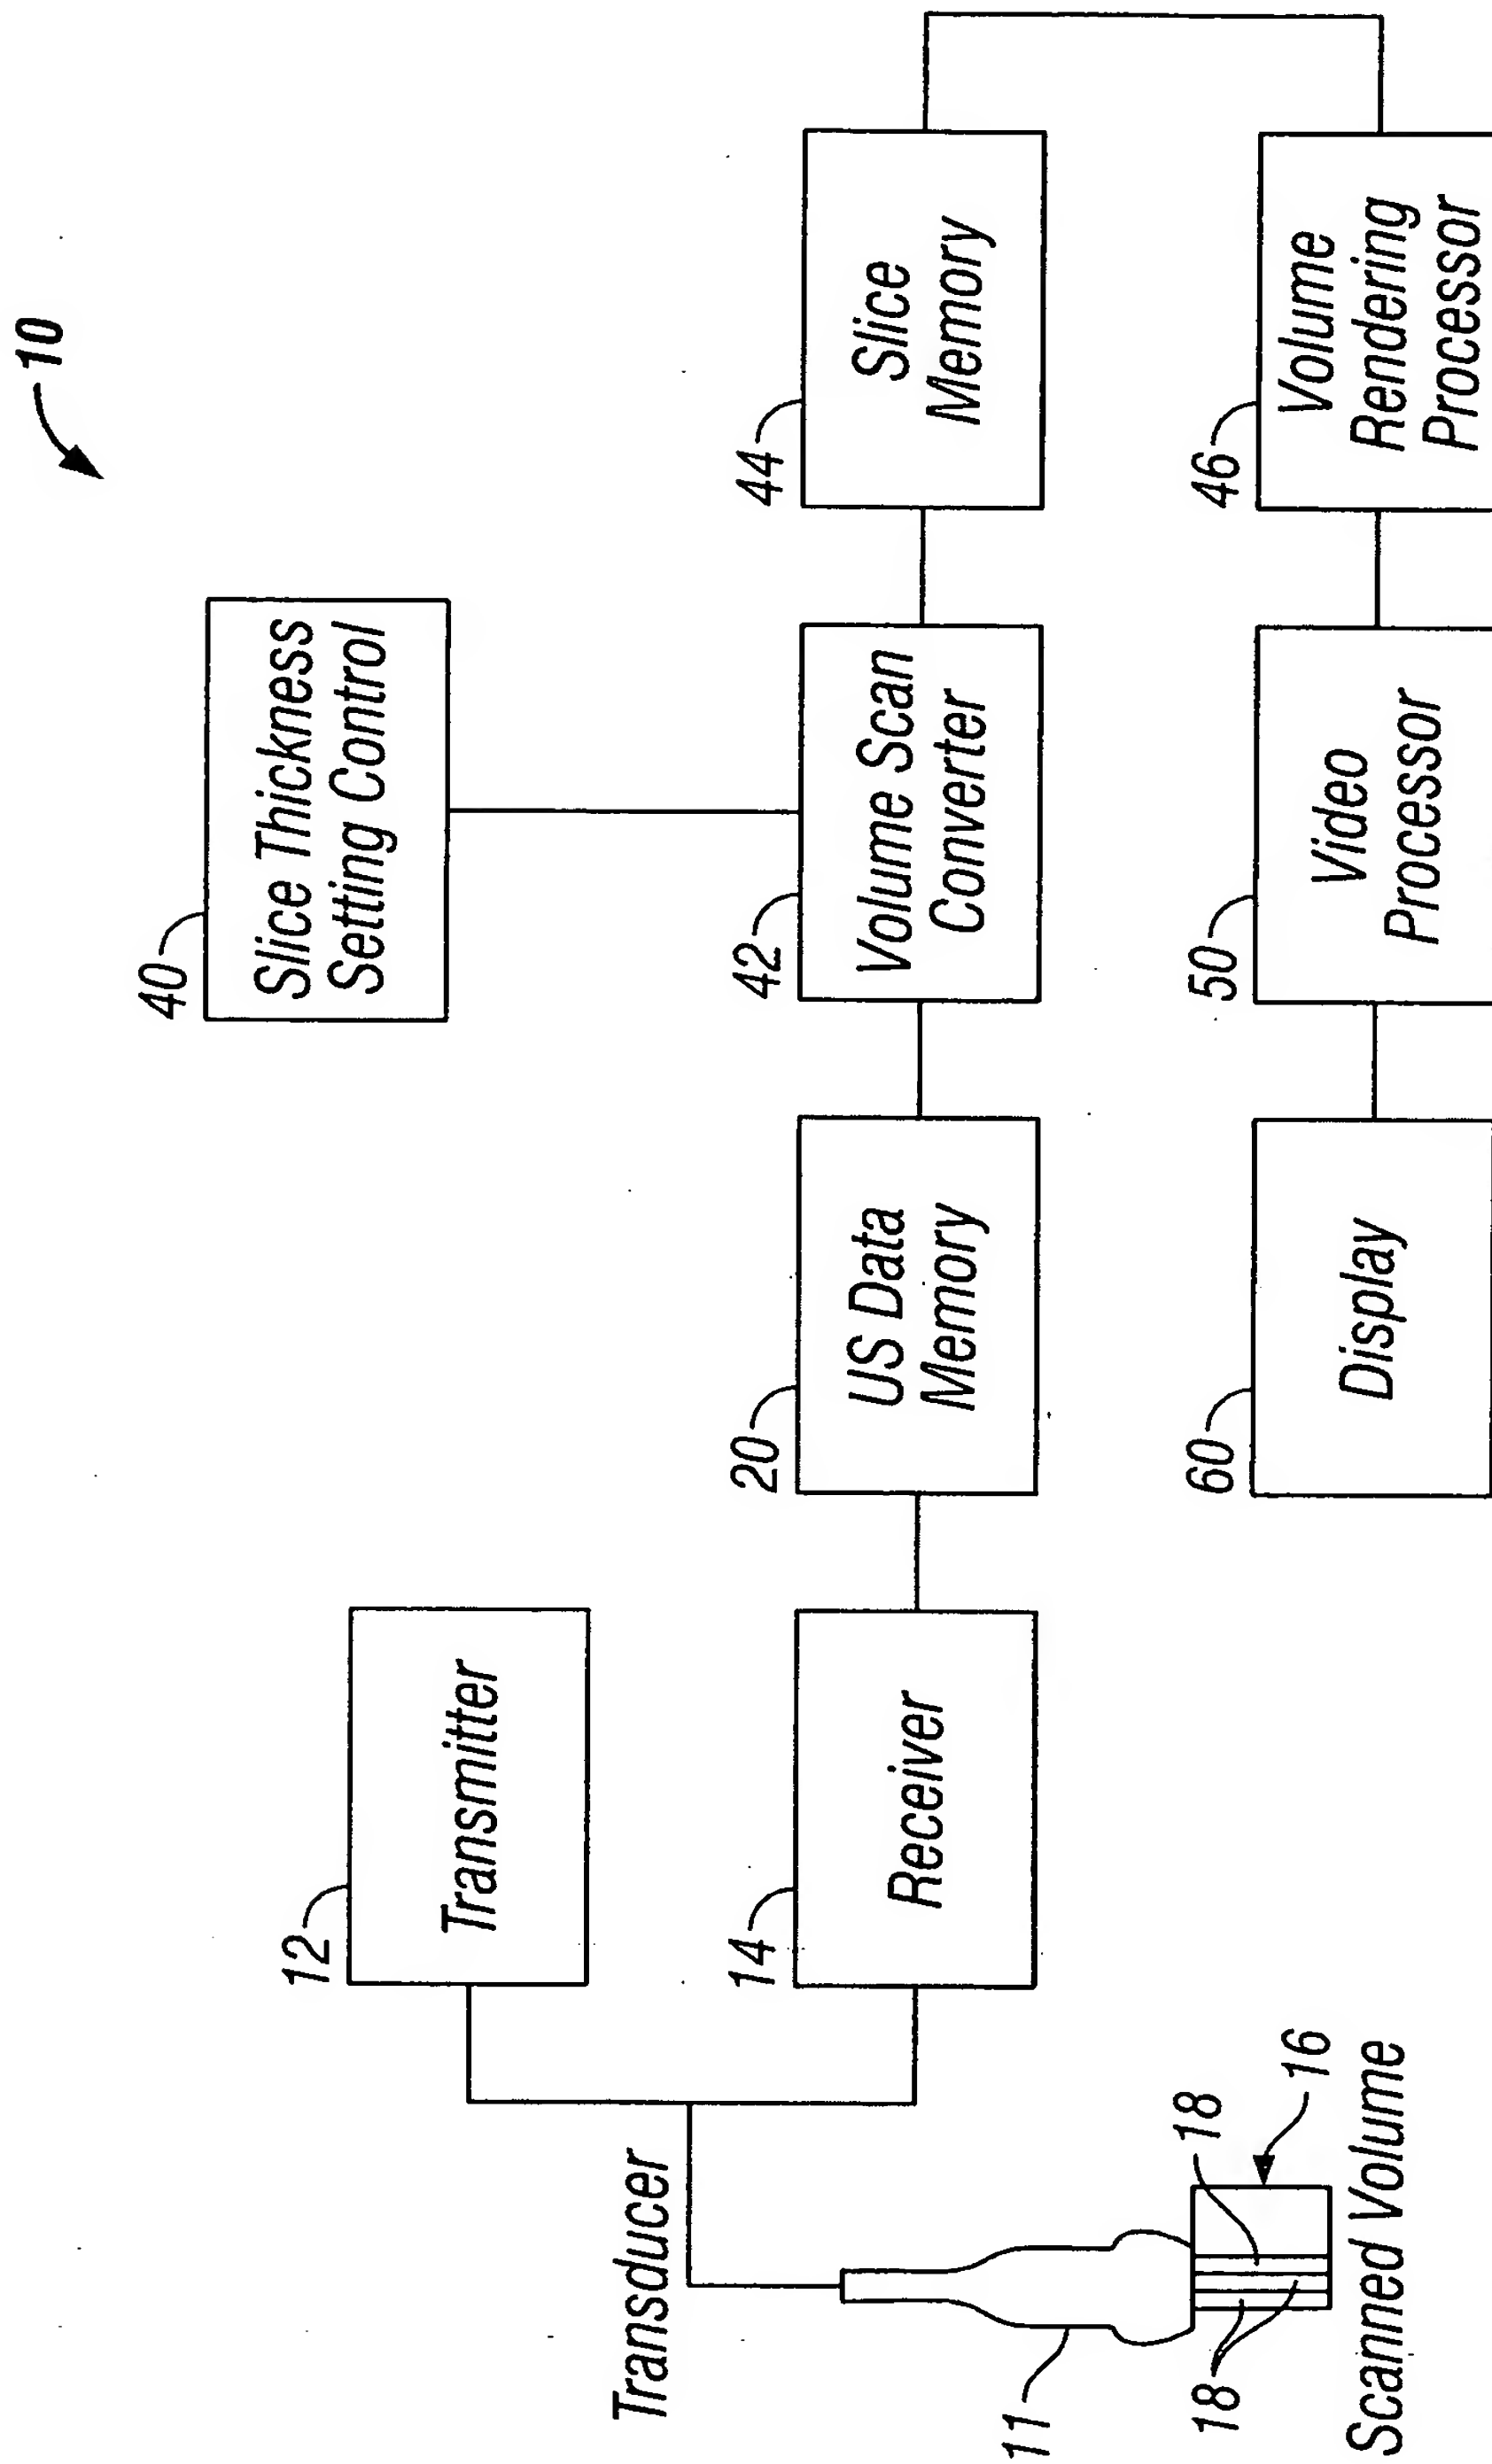 10
40
Slice Thickness
Setting Control
12
Transmitter
Transducer
14
Receiver
20
US Data
Memory
42
Volume Scan
Converter
44
Slice
Memory
11
18
18
16
Scanned Volume
60
Display
50
Video
Processor
46
Volume
Rendering
Processor